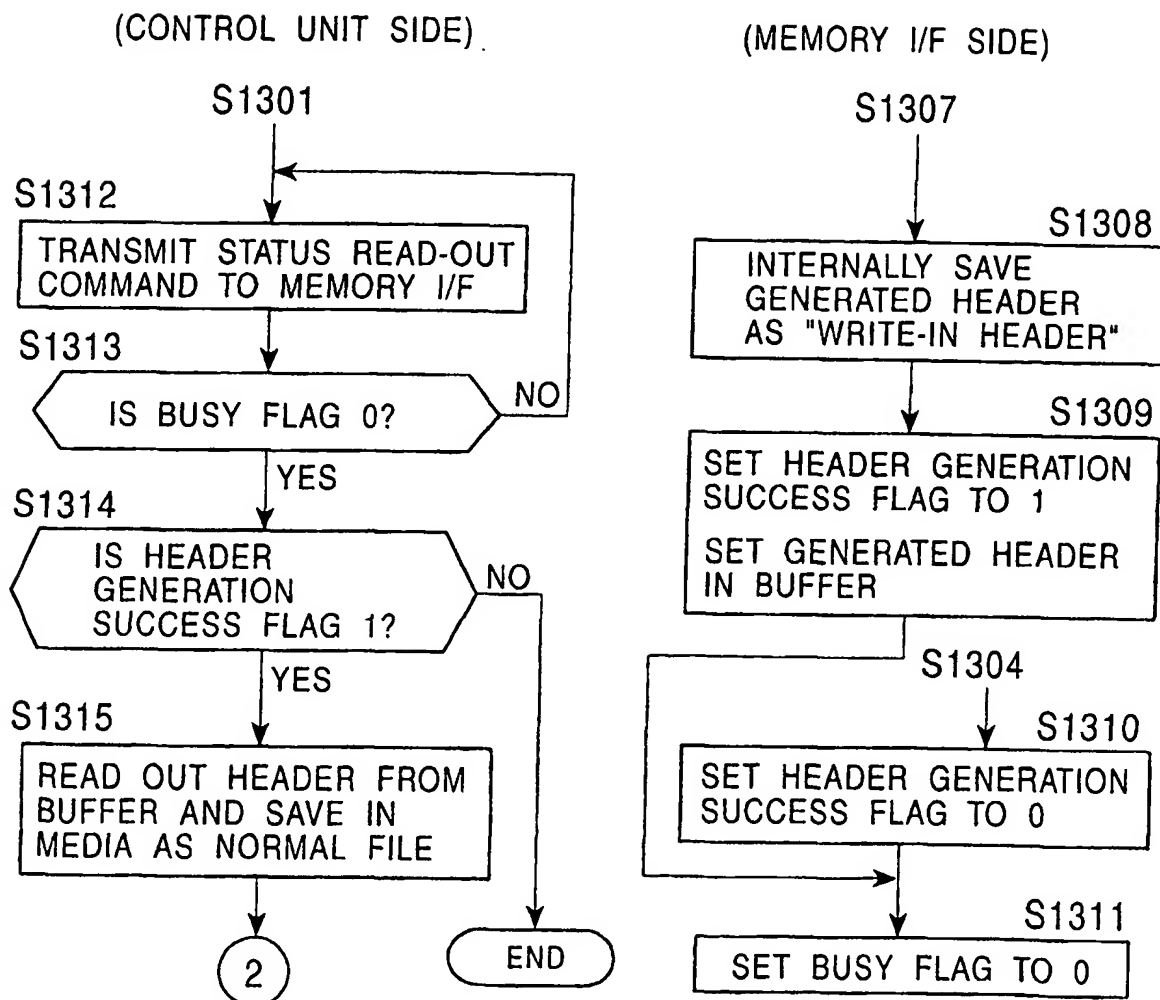 (CONTROL UNIT SIDE)
S1301
S1312
TRANSMIT STATUS READ-OUT
COMMAND TO MEMORY I/F
S1313
IS BUSY FLAG 0?
NO
YES
S1314
IS HEADER
GENERATION
SUCCESS FLAG 1?
NO
YES
S1315
READ OUT HEADER FROM
BUFFER AND SAVE IN
MEDIA AS NORMAL FILE
2
END
(MEMORY I/F SIDE)
S1307
S1308
INTERNALLY SAVE
GENERATED HEADER
AS "WRITE-IN HEADER"
S1309
SET HEADER GENERATION
SUCCESS FLAG TO 1
SET GENERATED HEADER
IN BUFFER
S1304
S1310
SET HEADER GENERATION
SUCCESS FLAG TO 0
S1311
SET BUSY FLAG TO 0